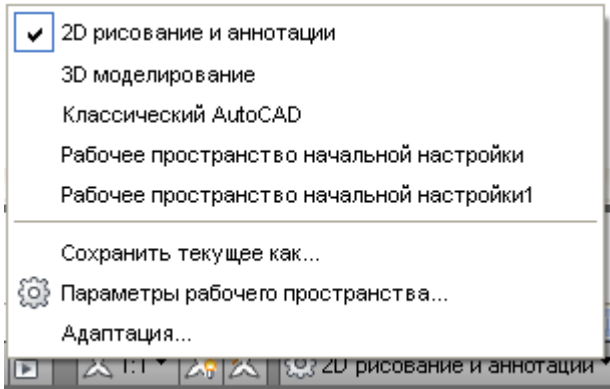 2D рисование и аннотации
3D моделирование
Классический AutoCAD
Рабочее пространство начальной настройки
Рабочее пространство начальной настройки1
Сохранить текущее как...
Параметры рабочего пространства...
Адаптация...
1:1 2D рисование и аннотации